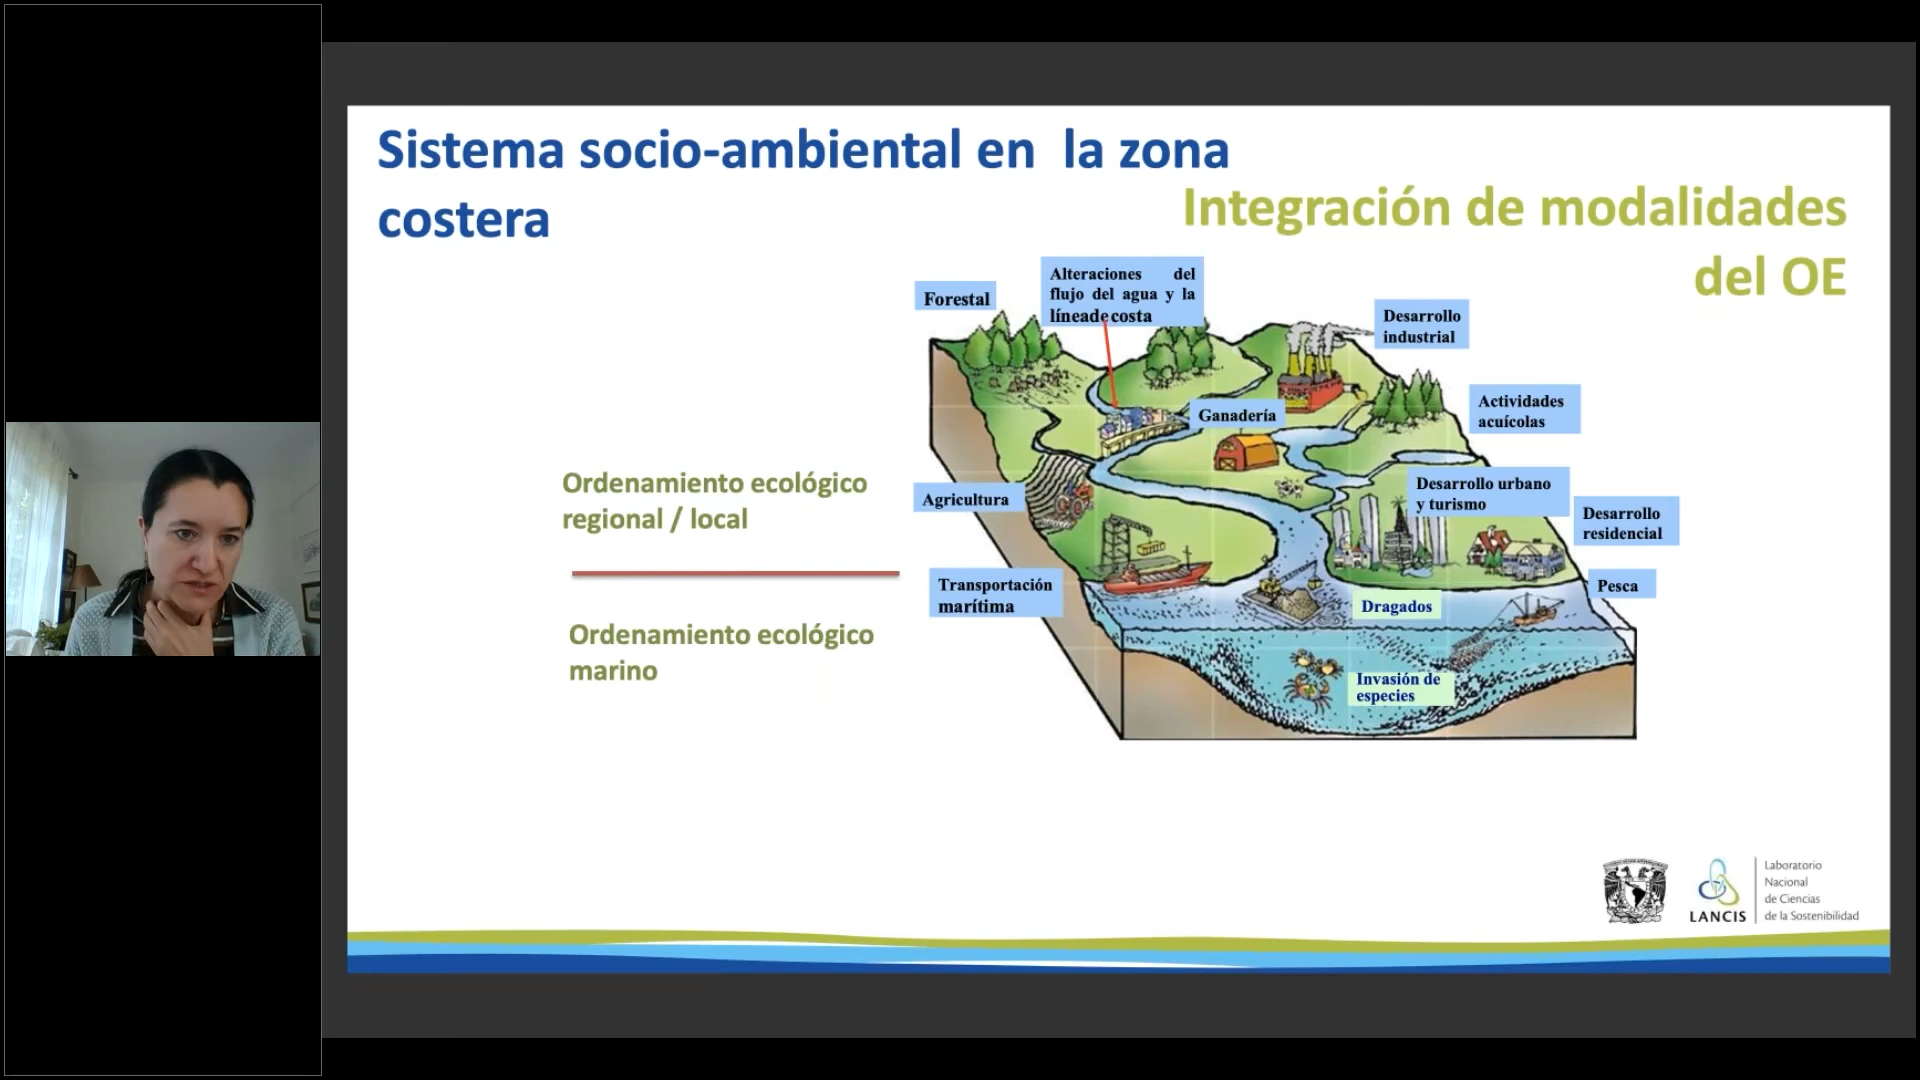 Sistema socio-ambiental en la zona
costera
Integración de modalidades
del OE
Forestal
Alteraciones del
flujo del agua y la
líneade costa
Desarrollo
industrial
Actividades
acuícolas
Ganadería
Ordenamiento ecológico
regional / local
Agricultura
Desarrollo urbano
y turismo
Desarrollo
residencial
Transportación
marítima
Pesca
Dragados
Ordenamiento ecológico
marino
Invasión de
especies
LANCIS
Laboratorio
Nacional
de Ciencias
de la Sostenibilidad